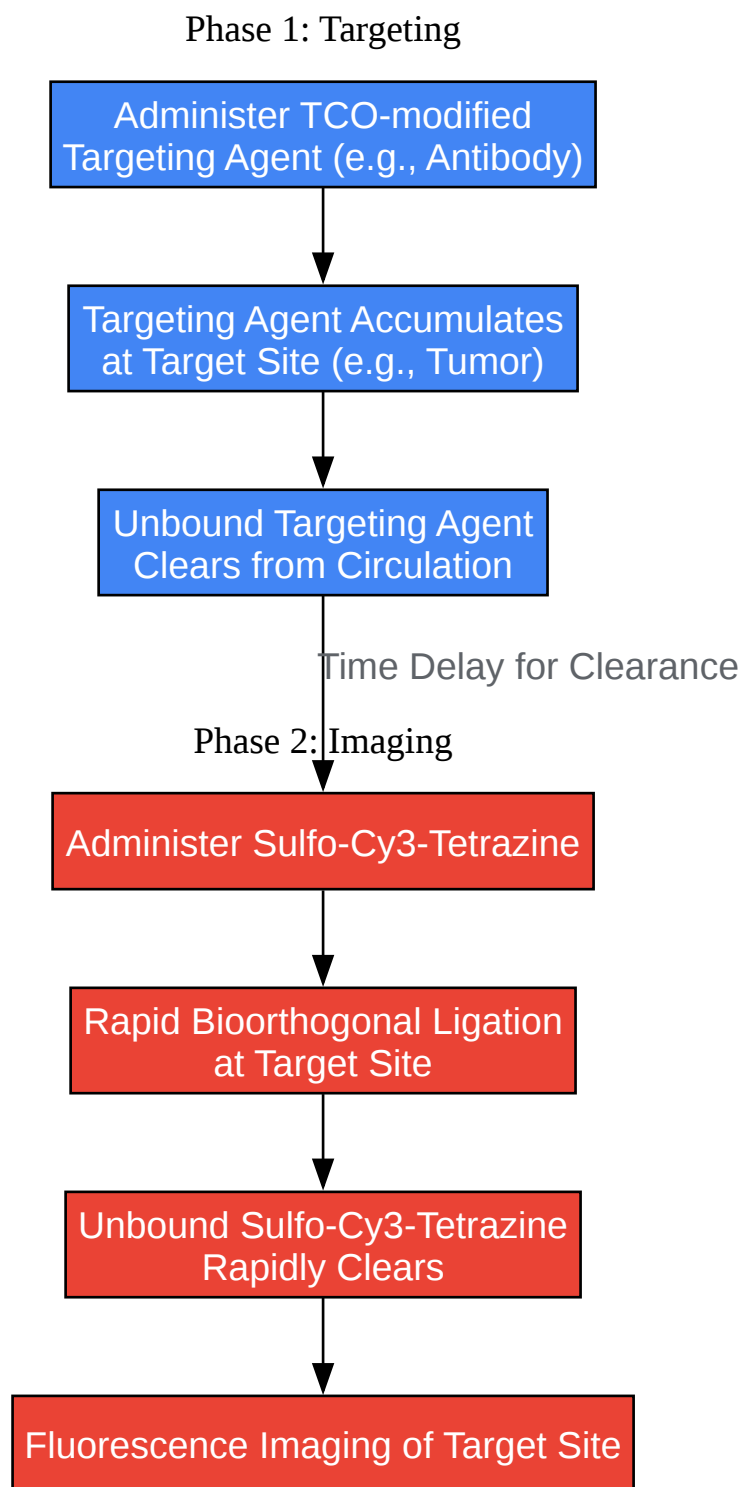 Phase 1: Targeting
Administer TCO-modified
Targeting Agent (e.g., Antibody)
Targeting Agent Accumulates
at Target Site (e.g., Tumor)
Unbound Targeting Agent
Clears from Circulation
Time Delay for Clearance
Phase 2: Imaging
Administer Sulfo-Cy3-Tetrazine
Rapid Bioorthogonal Ligation
at Target Site
Unbound Sulfo-Cy3-Tetrazine
Rapidly Clears
Fluorescence Imaging of Target Site